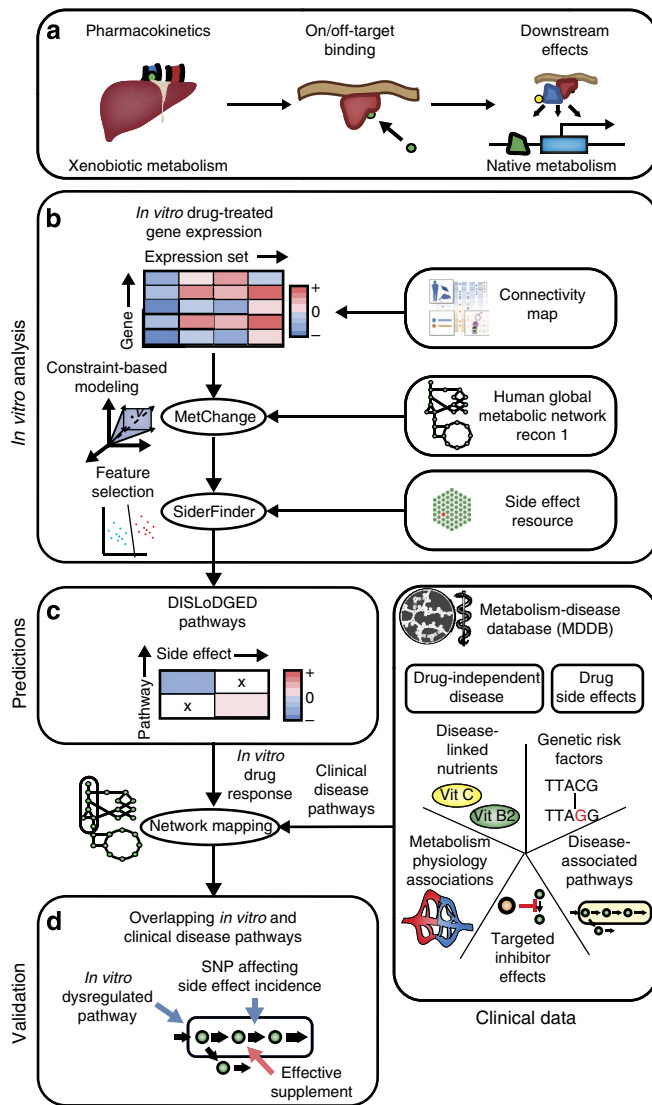 a
Pharmacokinetics
On/off-target
binding
Downstream
effects
Xenobiotic metabolism
Native metabolism
b
In vitro drug-treated
gene expression
Expression set
Gene
+
0
–
Connectivity
map
In vitro analysis
Constraint-based
modeling
v
MetChange
Human global
metabolic network
recon 1
Feature
selection
SiderFinder
Side effect
resource
c
Predictions
DISLoDGED
pathways
Side effect
Pathway
x
x
+
0
–
In vitro
drug
response
Clinical
disease
pathways
Network mapping
Metabolism-disease
database (MDDB)
Drug-independent
disease
Drug
side effects
Disease-
linked
nutrients
Vit C
Vit B2
Genetic risk
factors
TTACG
TTAGG
Metabolism
physiology
associations
Disease-
associated
pathways
Targeted
inhibitor
effects
Clinical data
d
Validation
Overlapping in vitro and
clinical disease pathways
In vitro
dysregulated
pathway
SNP affecting
side effect incidence
Effective
supplement